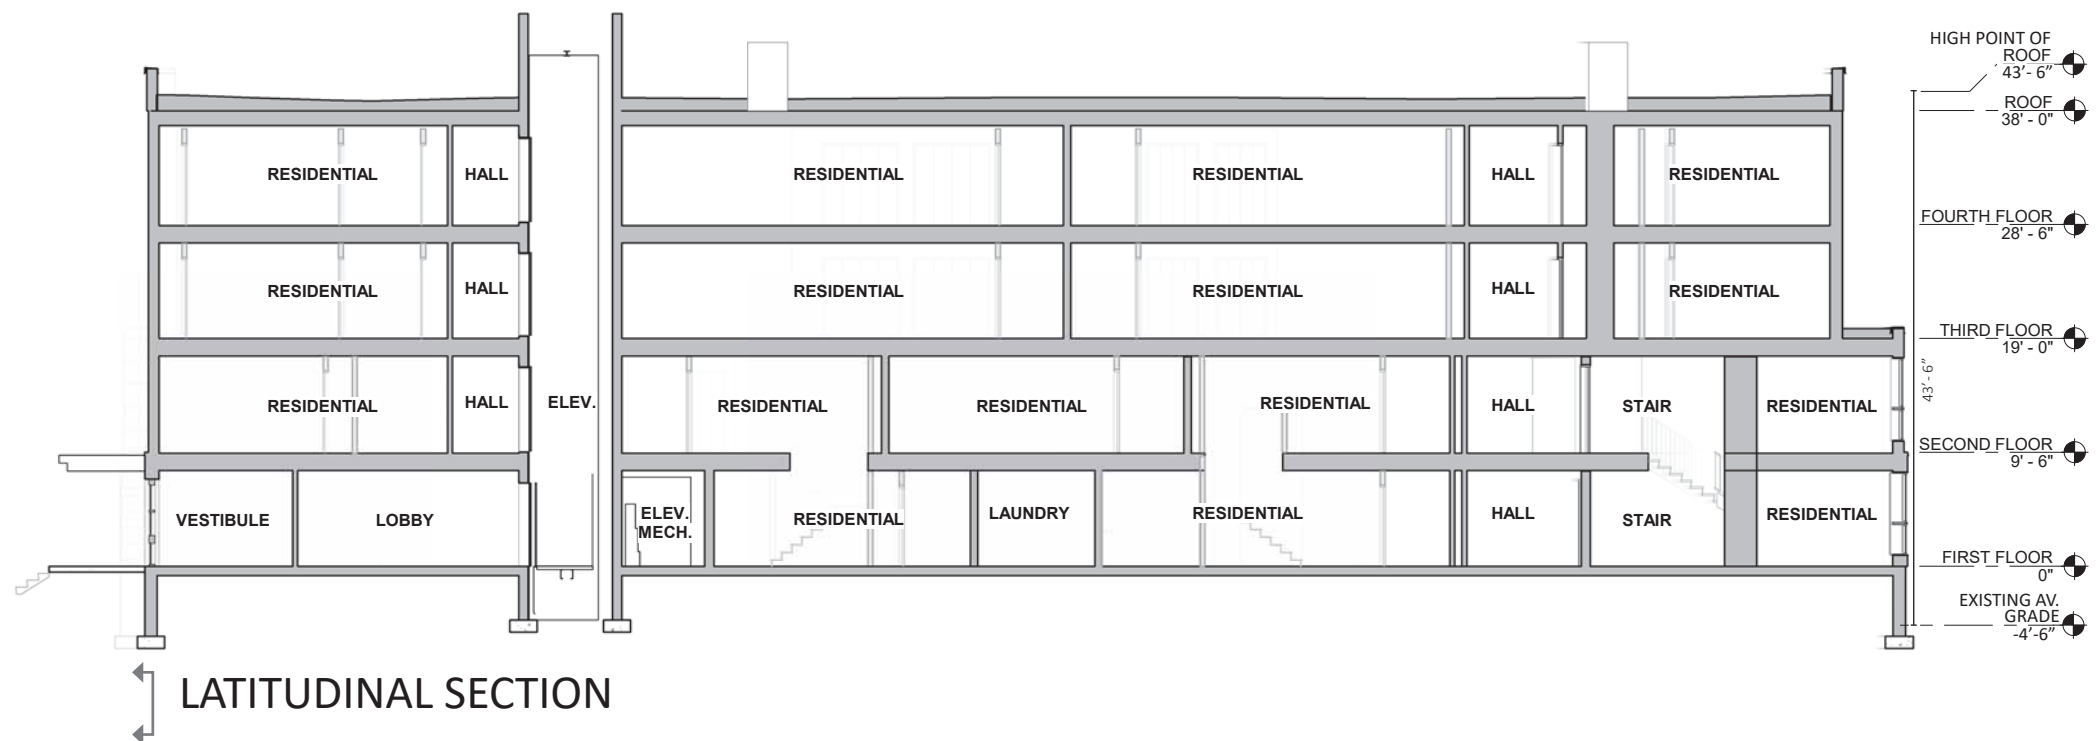 HIGH POINT OF
ROOF
43'- 6”
ROOF
38' - 0"
RESIDENTIAL HALL RESIDENTIAL RESIDENTIAL HALL RESIDENTIAL
FOURTH FLOOR
28' - 6"
RESIDENTIAL HALL RESIDENTIAL RESIDENTIAL HALL RESIDENTIAL
THIRD FLOOR
19' - 0"
43'- 6”
RESIDENTIAL HALL ELEV. RESIDENTIAL RESIDENTIAL RESIDENTIAL HALL STAIR RESIDENTIAL
SECOND FLOOR
9' - 6"
VESTIBULE LOBBY ELEV. RESIDENTIAL LAUNDRY RESIDENTIAL HALL STAIR RESIDENTIAL
MECH.
FIRST FLOOR
0"
EXISTING AV.
GRADE
-4'-6”
LATITUDINAL SECTION